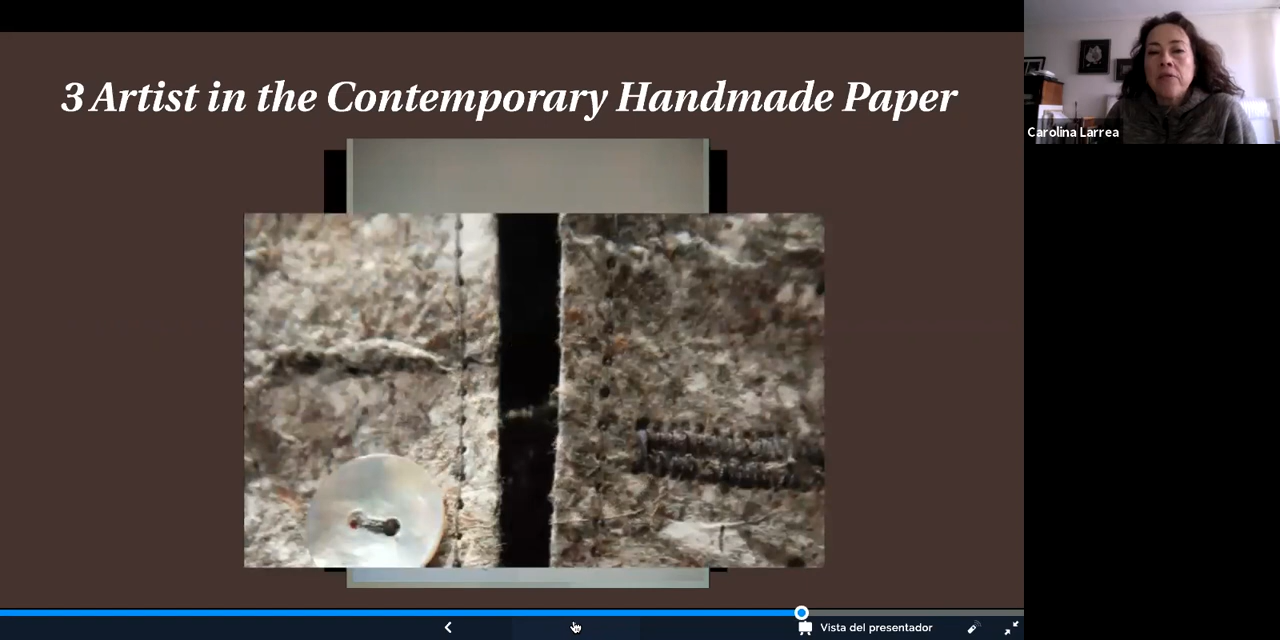 3 Artist in the Contemporary Handmade Paper
Carolina Larrea
Vista del presentador